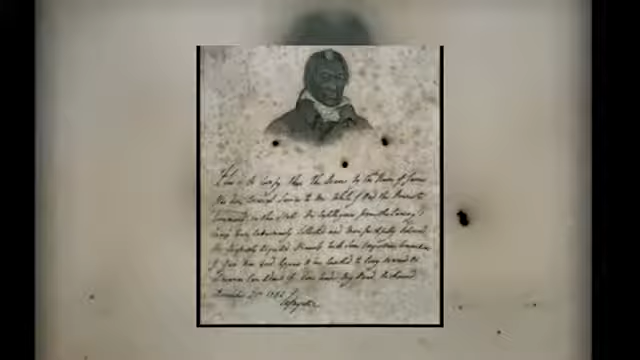 This is to Certify that the Bearer By the Name of James
Has done Essential Services to me While I Had the Honour to
Command in this State. His Intelligences from the Ennemy's
Camp were Industriously Collected and More faithfully deliver'd
He properly Acquitted Himself with Some Important Commissions
I Gave Him and Appears to me Entitled to Every Reward His
Situation Can Admit of. Done Under My Hand, Richmond
November 21st 1784
Lafayette